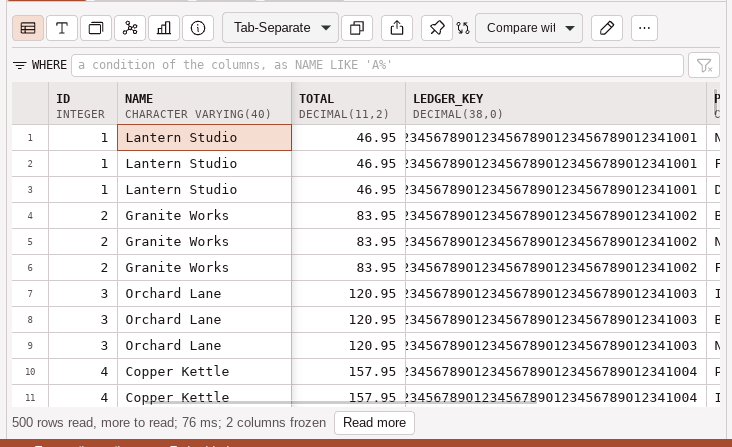 Tab-Separate
Compare wit
WHERE a condition of the columns, as NAME LIKE 'A%'
ID NAME TOTAL LEDGER_KEY
INTEGER CHARACTER VARYING(40) DECIMAL(11,2) DECIMAL(38,0)
1 1 Lantern Studio 46.95 2345678901234567890123456789012341001 N
2 1 Lantern Studio 46.95 2345678901234567890123456789012341001 F
3 1 Lantern Studio 46.95 2345678901234567890123456789012341001 D
4 2 Granite Works 83.95 2345678901234567890123456789012341002 B
5 2 Granite Works 83.95 2345678901234567890123456789012341002 N
6 2 Granite Works 83.95 2345678901234567890123456789012341002 F
7 3 Orchard Lane 120.95 2345678901234567890123456789012341003 I
8 3 Orchard Lane 120.95 2345678901234567890123456789012341003 B
9 3 Orchard Lane 120.95 2345678901234567890123456789012341003 N
10 4 Copper Kettle 157.95 2345678901234567890123456789012341004 P
11 4 Copper Kettle 157.95 2345678901234567890123456789012341004 I
500 rows read, more to read; 76 ms; 2 columns frozen Read more